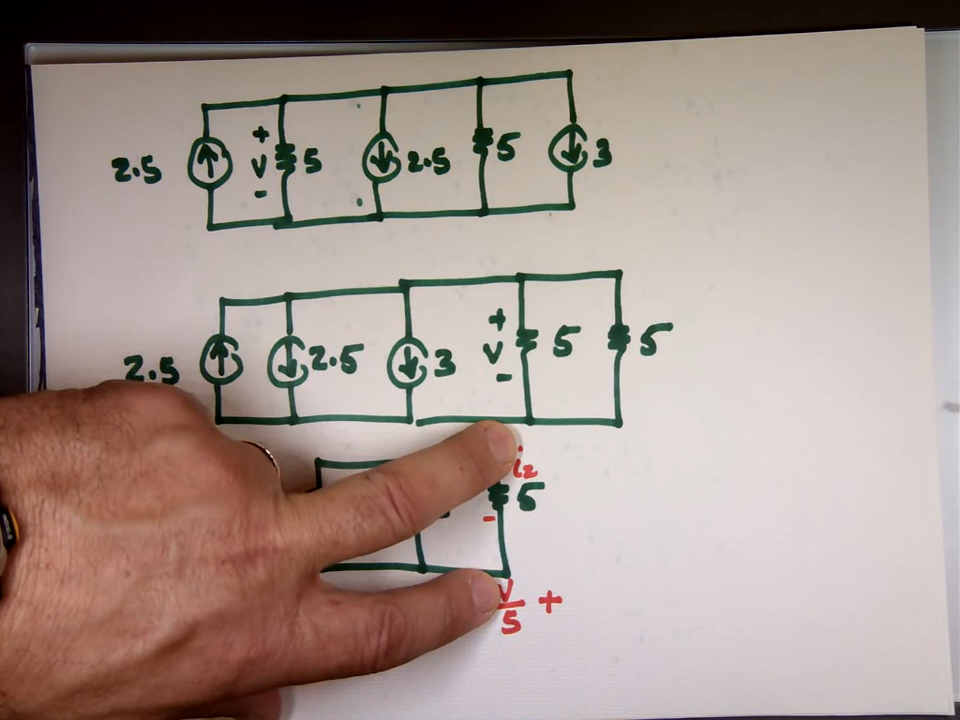 2.5 + V - 5 2.5 5 3
2.5 2.5 3 + V - 5 5
i2
- 5
V/5 +